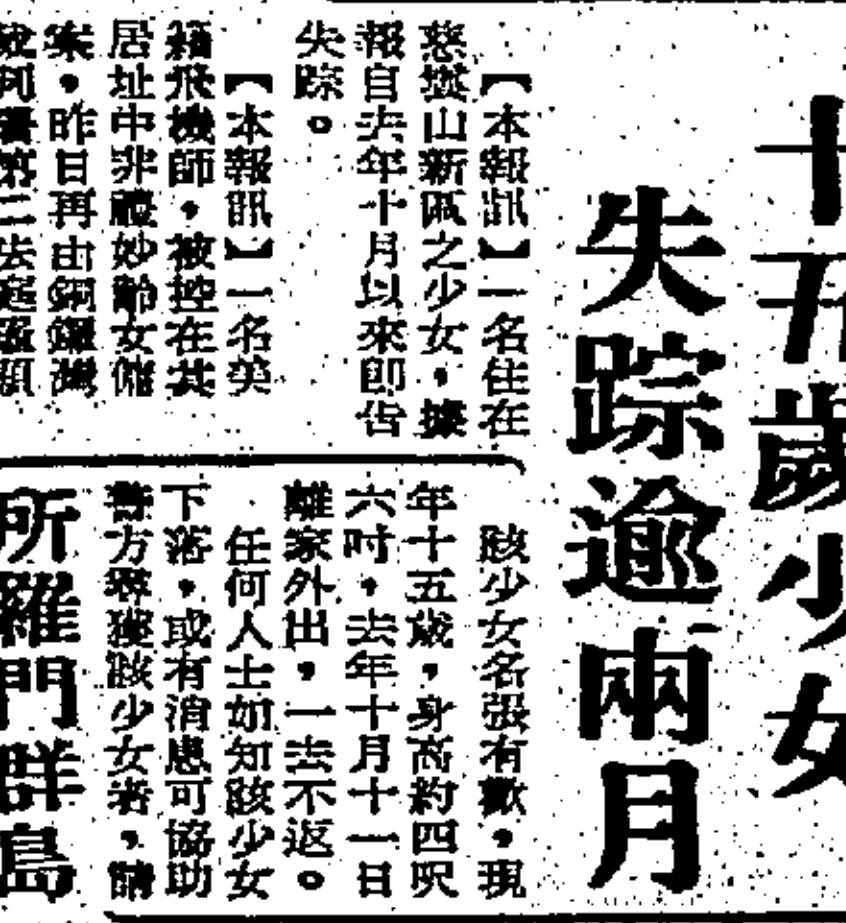 十五歲少女
失踪逾兩月
【本報訊】一名住在
慈雲山新區之少女，據
報自去年十月以來即告
失踪。
該少女名張有歡，現
年十五歲，身高約四呎
六吋，去年十月十一日
離家外出，一去不返。
任何人士如知該少女
下落，或有消息可協助
警方尋獲該少女者，請
【本報訊】一名美
籍飛機師，被控在其
居址中非禮妙齡女傭
案，昨日再由銅鑼灣
第二法庭
所羅門群島